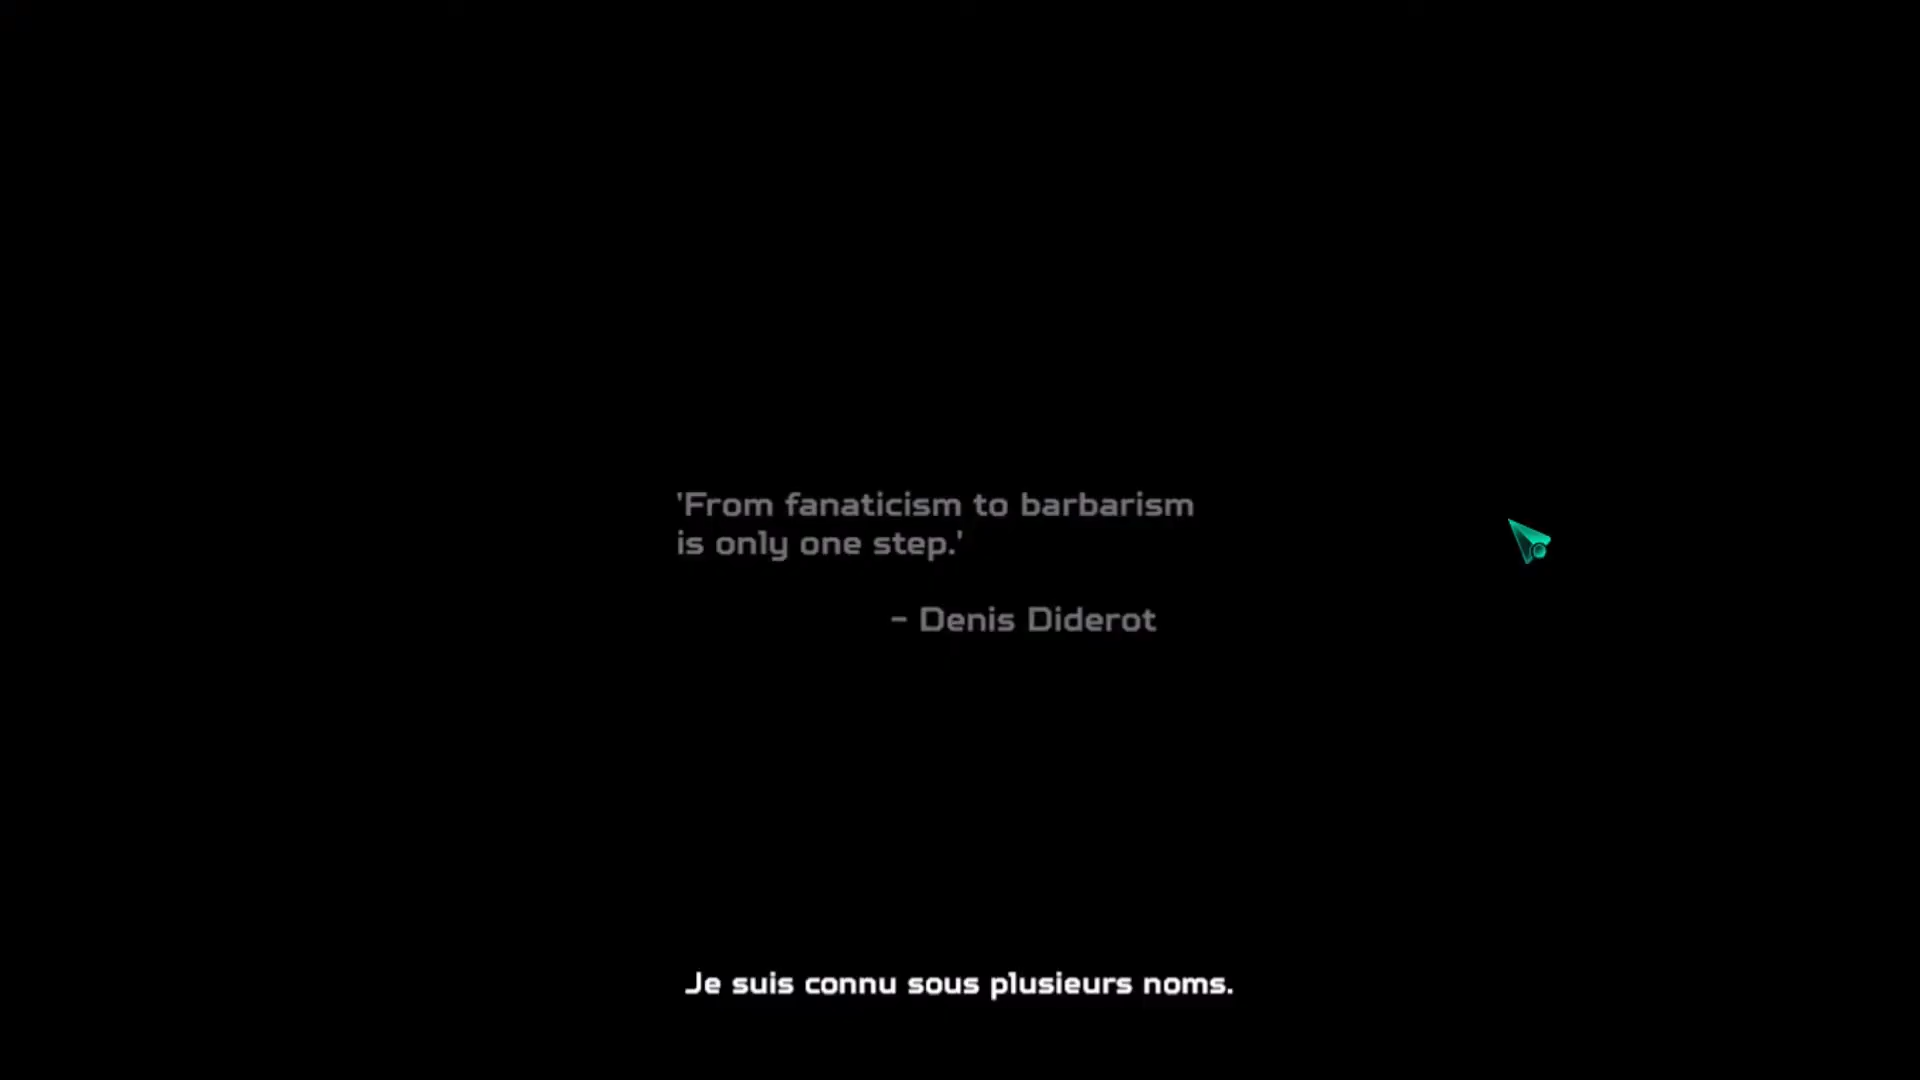 'From fanaticism to barbarism
is only one step.'
- Denis Diderot
Je suis connu sous plusieurs noms.